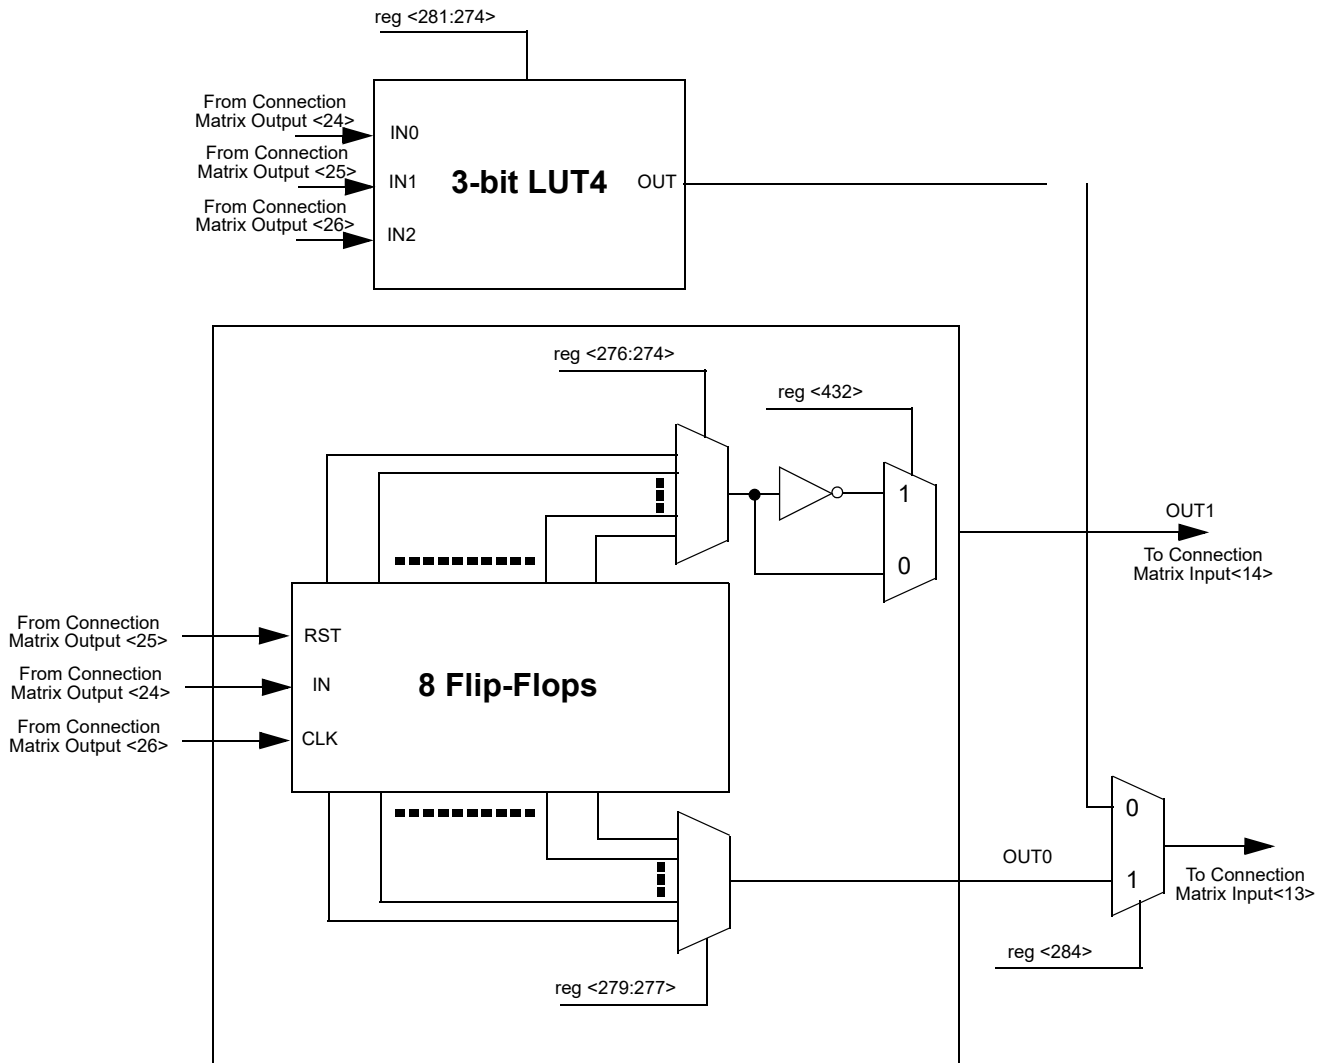 reg <281:274>
From Connection
Matrix Output <24>
IN0
From Connection
Matrix Output <25>
IN1
3-bit LUT4
OUT
From Connection
Matrix Output <26>
IN2
reg <276:274>
reg <432>
1
0
OUT1
To Connection
Matrix Input<14>
From Connection
Matrix Output <25>
RST
From Connection
Matrix Output <24>
IN
8 Flip-Flops
From Connection
Matrix Output <26>
CLK
0
OUT0
1
To Connection
Matrix Input<13>
reg <284>
reg <279:277>